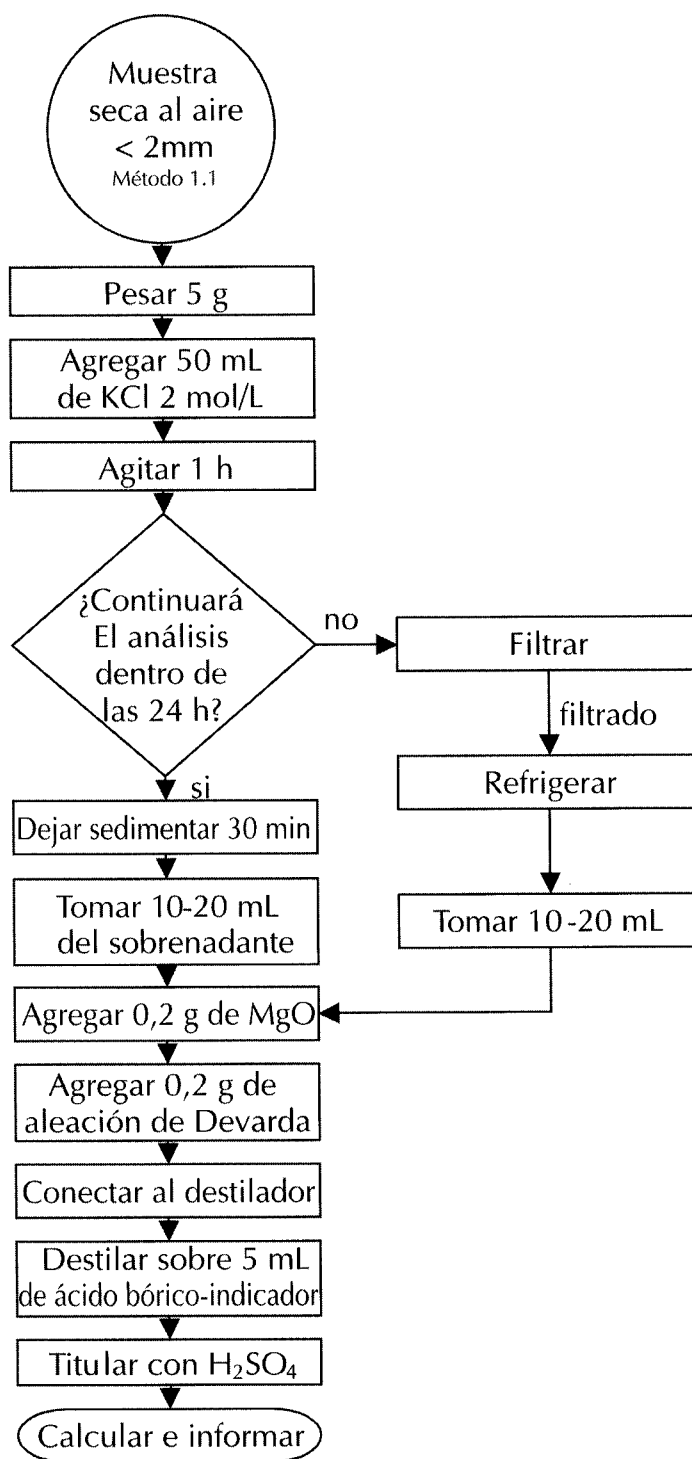 Muestra
seca al aire
< 2mm
Método 1.1
Pesar 5 g
Agregar 50 mL
de KCl 2 mol/L
Agitar 1 h
¿Continuará
El análisis
dentro de
las 24 h?
no
Filtrar
filtrado
Refrigerar
Tomar 10-20 mL
si
Dejar sedimentar 30 min
Tomar 10-20 mL
del sobrenadante
Agregar 0,2 g de MgO
Agregar 0,2 g de
aleación de Devarda
Conectar al destilador
Destilar sobre 5 mL
de ácido bórico-indicador
Titular con H₂SO₄
Calcular e informar